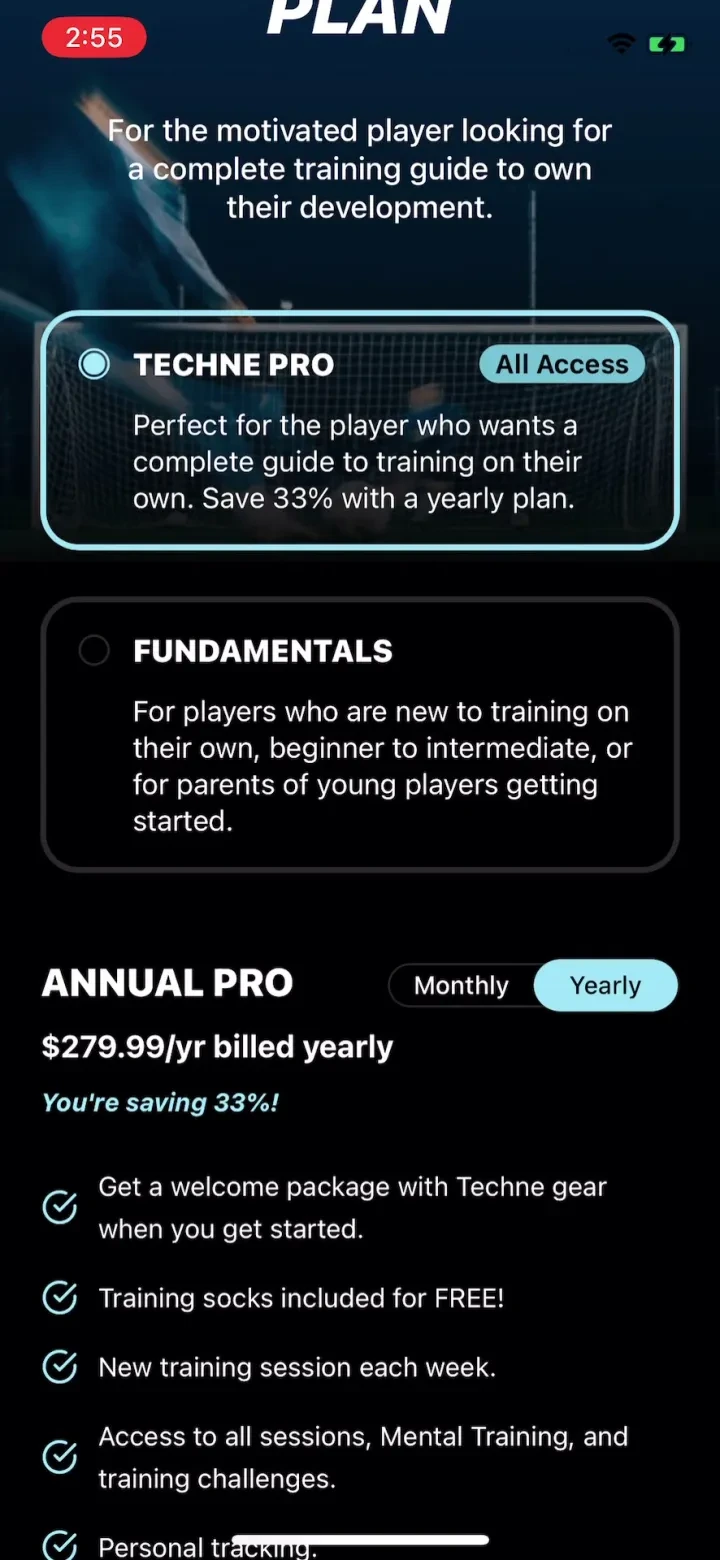 PLAN
2:55
For the motivated player looking for
a complete training guide to own
their development.
TECHNE PRO
All Access
Perfect for the player who wants a
complete guide to training on their
own. Save 33% with a yearly plan.
FUNDAMENTALS
For players who are new to training on
their own, beginner to intermediate, or
for parents of young players getting
started.
ANNUAL PRO
Monthly
Yearly
$279.99/yr billed yearly
You're saving 33%!
Get a welcome package with Techne gear
when you get started.
Training socks included for FREE!
New training session each week.
Access to all sessions, Mental Training, and
training challenges.
Personal tracking.